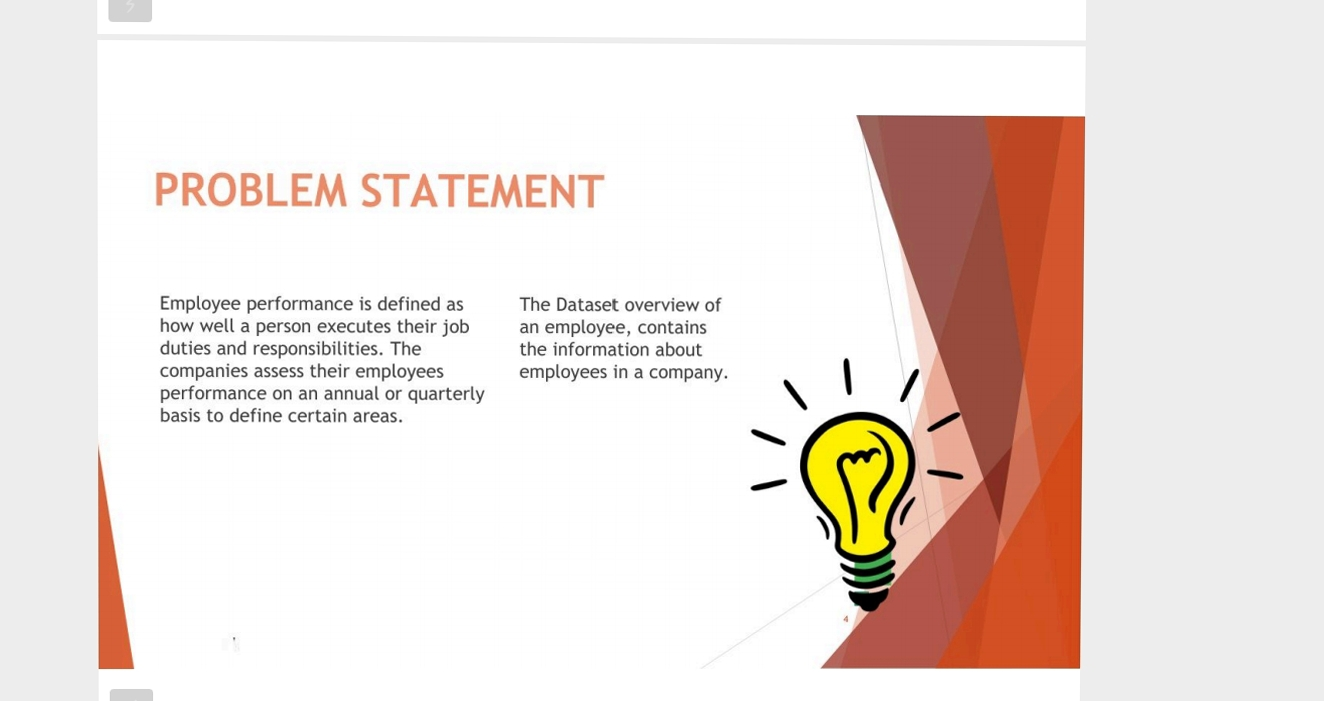 3
PROBLEM STATEMENT
Employee performance is defined as
how well a person executes their job
duties and responsibilities. The
companies assess their employees
performance on an annual or quarterly
basis to define certain areas.
The Dataset overview of
an employee, contains
the information about
employees in a company.
4